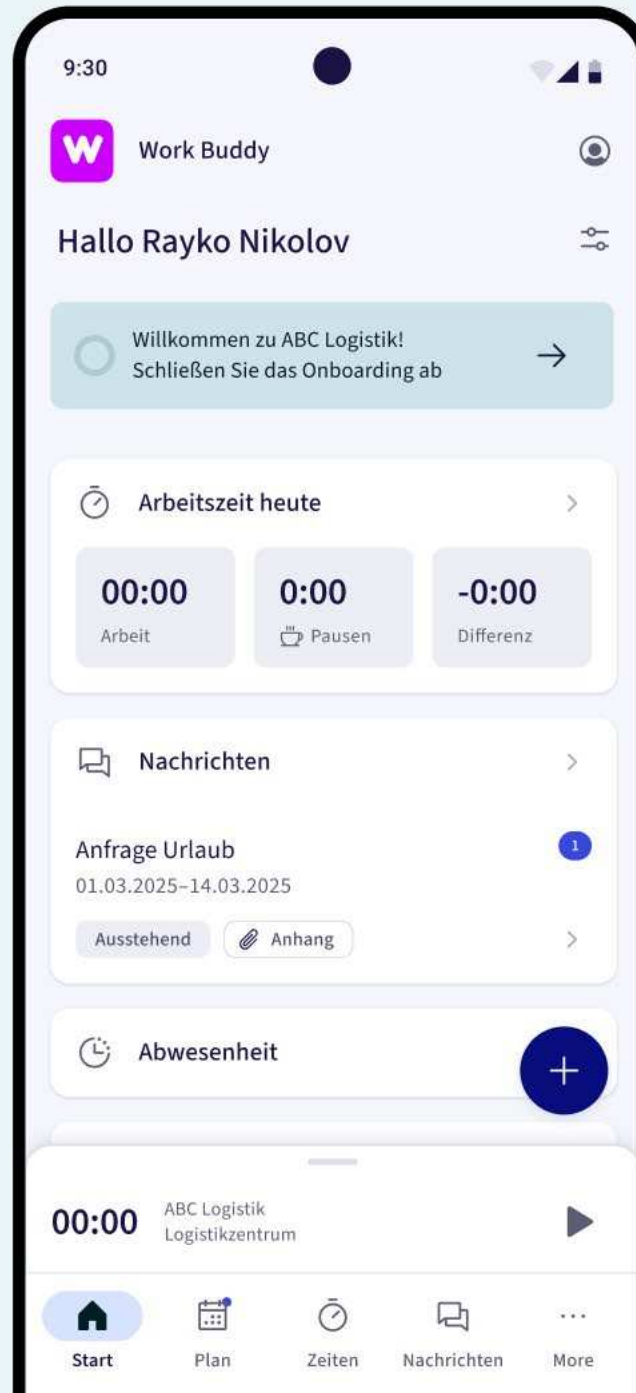 9:30
W Work Buddy
Hallo Rayko Nikolov
Willkommen zu ABC Logistik!
Schließen Sie das Onboarding ab
Arbeitszeit heute
00:00 0:00 -0:00
Arbeit Pausen Differenz
Nachrichten
Anfrage Urlaub 1
01.03.2025–14.03.2025
Ausstehend Anhang
Abwesenheit
00:00 ABC Logistik
Logistikzentrum
Start Plan Zeiten Nachrichten More